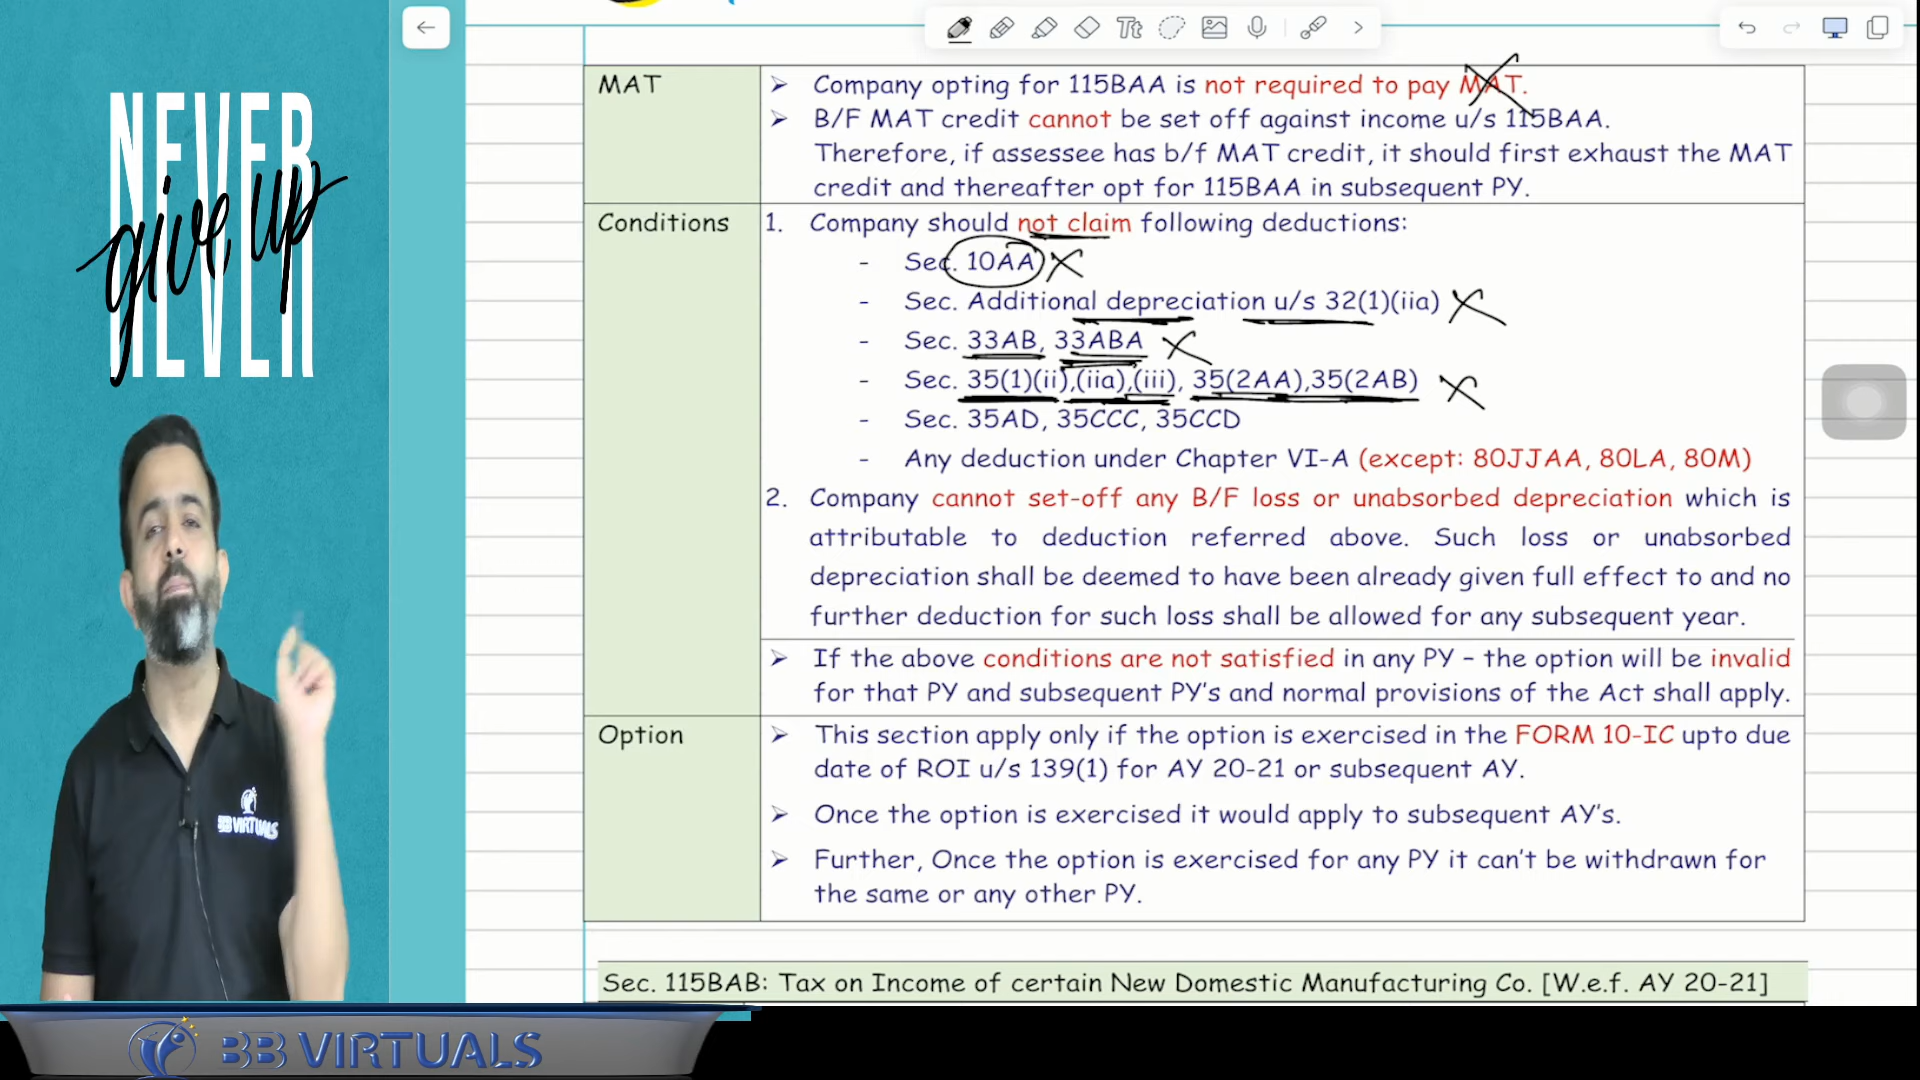 NEVER
give up
NEVER
Tt
MAT
➢ Company opting for 115BAA is not required to pay MAT.
➢ B/F MAT credit cannot be set off against income u/s 115BAA.
Therefore, if assessee has b/f MAT credit, it should first exhaust the MAT
credit and thereafter opt for 115BAA in subsequent PY.
Conditions
1. Company should not claim following deductions:
- Sec. 10AA
- Sec. Additional depreciation u/s 32(1)(iia)
- Sec. 33AB, 33ABA
- Sec. 35(1)(ii),(iia),(iii), 35(2AA),35(2AB)
- Sec. 35AD, 35CCC, 35CCD
- Any deduction under Chapter VI-A (except: 80JJAA, 80LA, 80M)
2. Company cannot set-off any B/F loss or unabsorbed depreciation which is
attributable to deduction referred above. Such loss or unabsorbed
depreciation shall be deemed to have been already given full effect to and no
further deduction for such loss shall be allowed for any subsequent year.
➢ If the above conditions are not satisfied in any PY – the option will be invalid
for that PY and subsequent PY's and normal provisions of the Act shall apply.
Option
➢ This section apply only if the option is exercised in the FORM 10-IC upto due
date of ROI u/s 139(1) for AY 20-21 or subsequent AY.
➢ Once the option is exercised it would apply to subsequent AY's.
➢ Further, Once the option is exercised for any PY it can't be withdrawn for
the same or any other PY.
Sec. 115BAB: Tax on Income of certain New Domestic Manufacturing Co. [W.e.f. AY 20-21]
BB VIRTUALS
BB VIRTUALS